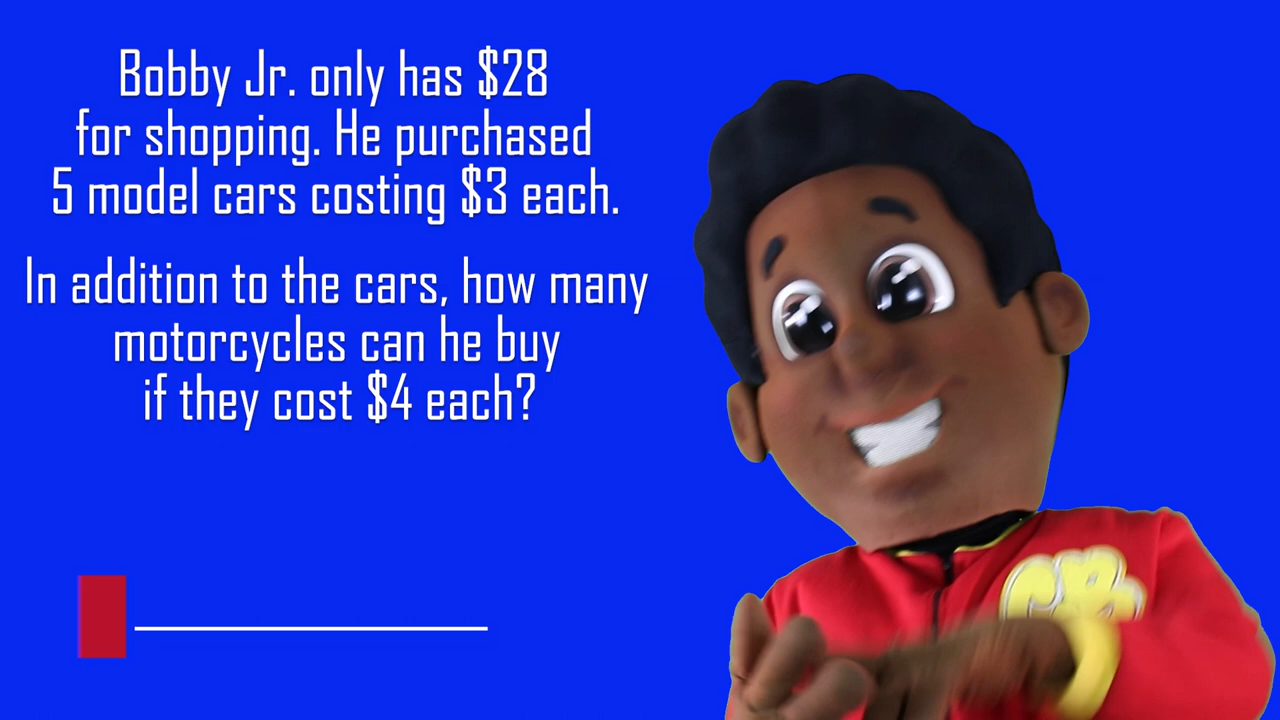 Bobby Jr. only has $28
for shopping. He purchased
5 model cars costing $3 each.
In addition to the cars, how many
motorcycles can he buy
if they cost $4 each?